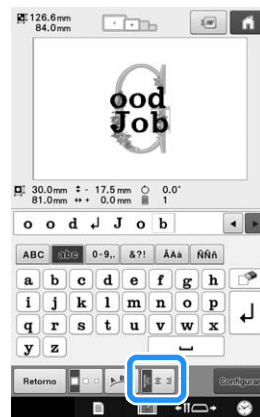 126.6mm
84.0mm
ood
Job
30.0mm 17.5mm 0.0°
81.0mm 0.0mm 1
o o d ↲ J o b
ABC abc 0-9,. &?! ÄÀà ÑÑñ
a b c d e f g h
i j k l m n o p
q r s t u v w x
y z
Retorno Configurar